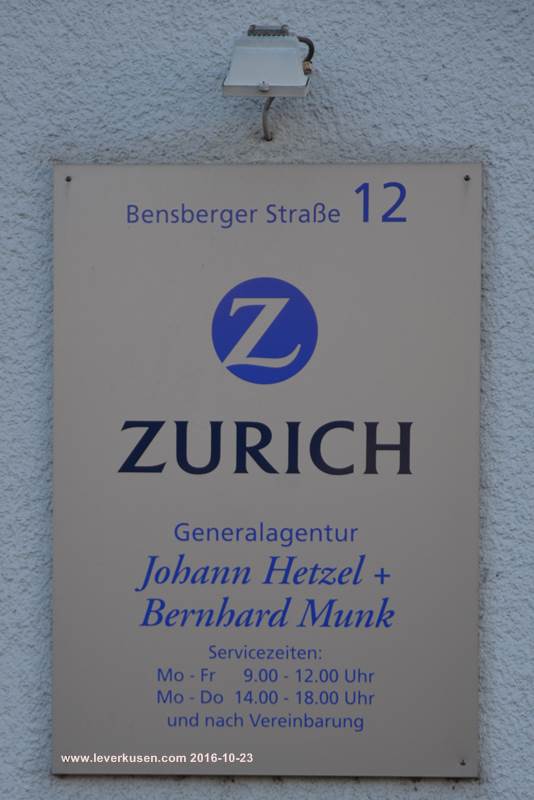 Bensberger Straße 12
Z
ZURICH
Generalagentur
Johann Hetzel +
Bernhard Munk
Servicezeiten:
Mo - Fr 9.00 - 12.00 Uhr
Mo - Do 14.00 - 18.00 Uhr
und nach Vereinbarung
www.leverkusen.com 2016-10-23